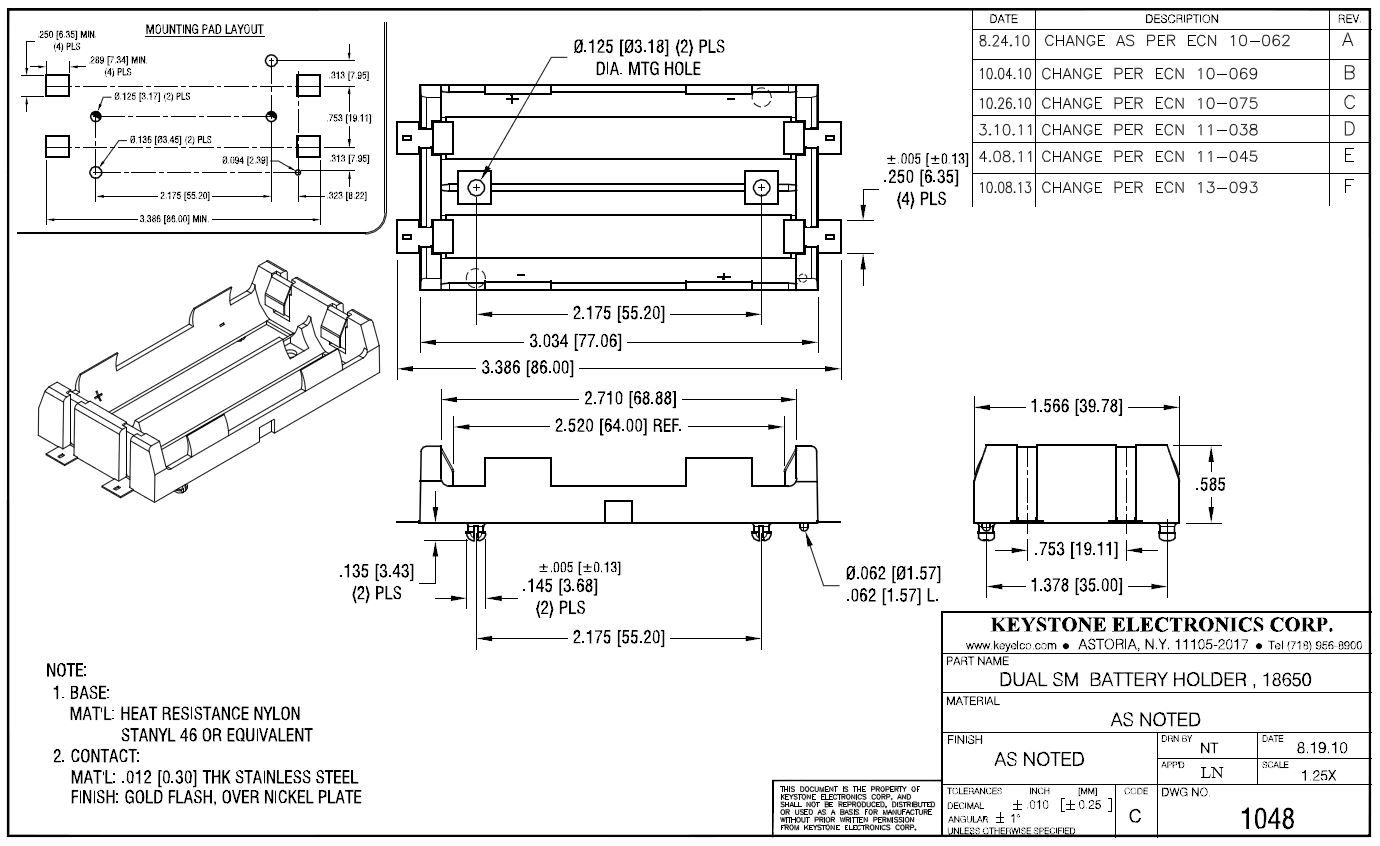 MOUNTING PAD LAYOUT
.250 [6.35] MIN.
(4) PLS
.289 [7.34] MIN.
(4) PLS
Ø.125 [3.17] (2) PLS
Ø.136 [Ø3.45] (2) PLS
Ø.094 [2.39]
.313 [7.95]
.753 [19.11]
.313 [7.95]
2.175 [55.20]
.323 [8.22]
3.386 [86.00] MIN.
Ø.125 [Ø3.18] (2) PLS
DIA. MTG HOLE
+ -
- +
±.005 [±0.13]
.250 [6.35]
(4) PLS
2.175 [55.20]
3.034 [77.06]
3.386 [86.00]
DATE DESCRIPTION REV.
8.24.10 CHANGE AS PER ECN 10-062 A
10.04.10 CHANGE PER ECN 10-069 B
10.26.10 CHANGE PER ECN 10-075 C
3.10.11 CHANGE PER ECN 11-038 D
4.08.11 CHANGE PER ECN 11-045 E
10.08.13 CHANGE PER ECN 13-093 F
- +
2.710 [68.88]
2.520 [64.00] REF.
.135 [3.43]
(2) PLS
±.005 [±0.13]
.145 [3.68]
(2) PLS
2.175 [55.20]
Ø.062 [Ø1.57]
.062 [1.57] L.
1.566 [39.78]
.585
.753 [19.11]
1.378 [35.00]
NOTE:
1. BASE:
MAT'L: HEAT RESISTANCE NYLON
STANYL 46 OR EQUIVALENT
2. CONTACT:
MAT'L: .012 [0.30] THK STAINLESS STEEL
FINISH: GOLD FLASH, OVER NICKEL PLATE
THIS DOCUMENT IS THE PROPERTY OF
KEYSTONE ELECTRONICS CORP. AND
SHALL NOT BE REPRODUCED, DISTRIBUTED
OR USED AS A BASIS FOR MANUFACTURE
WITHOUT PRIOR WRITTEN PERMISSION
FROM KEYSTONE ELECTRONICS CORP.
KEYSTONE ELECTRONICS CORP.
www.keyelco.com ● ASTORIA, N.Y. 11105-2017 ● Tel (718) 956-8900
PART NAME
DUAL SM BATTERY HOLDER , 18650
MATERIAL
AS NOTED
FINISH
AS NOTED
DRN BY NT
DATE 8.19.10
APP'D LN
SCALE 1.25X
TOLERANCES INCH [MM]
DECIMAL ± .010 [± 0.25 ]
ANGULAR ± 1°
UNLESS OTHERWISE SPECIFIED
CODE
C
DWG NO.
1048